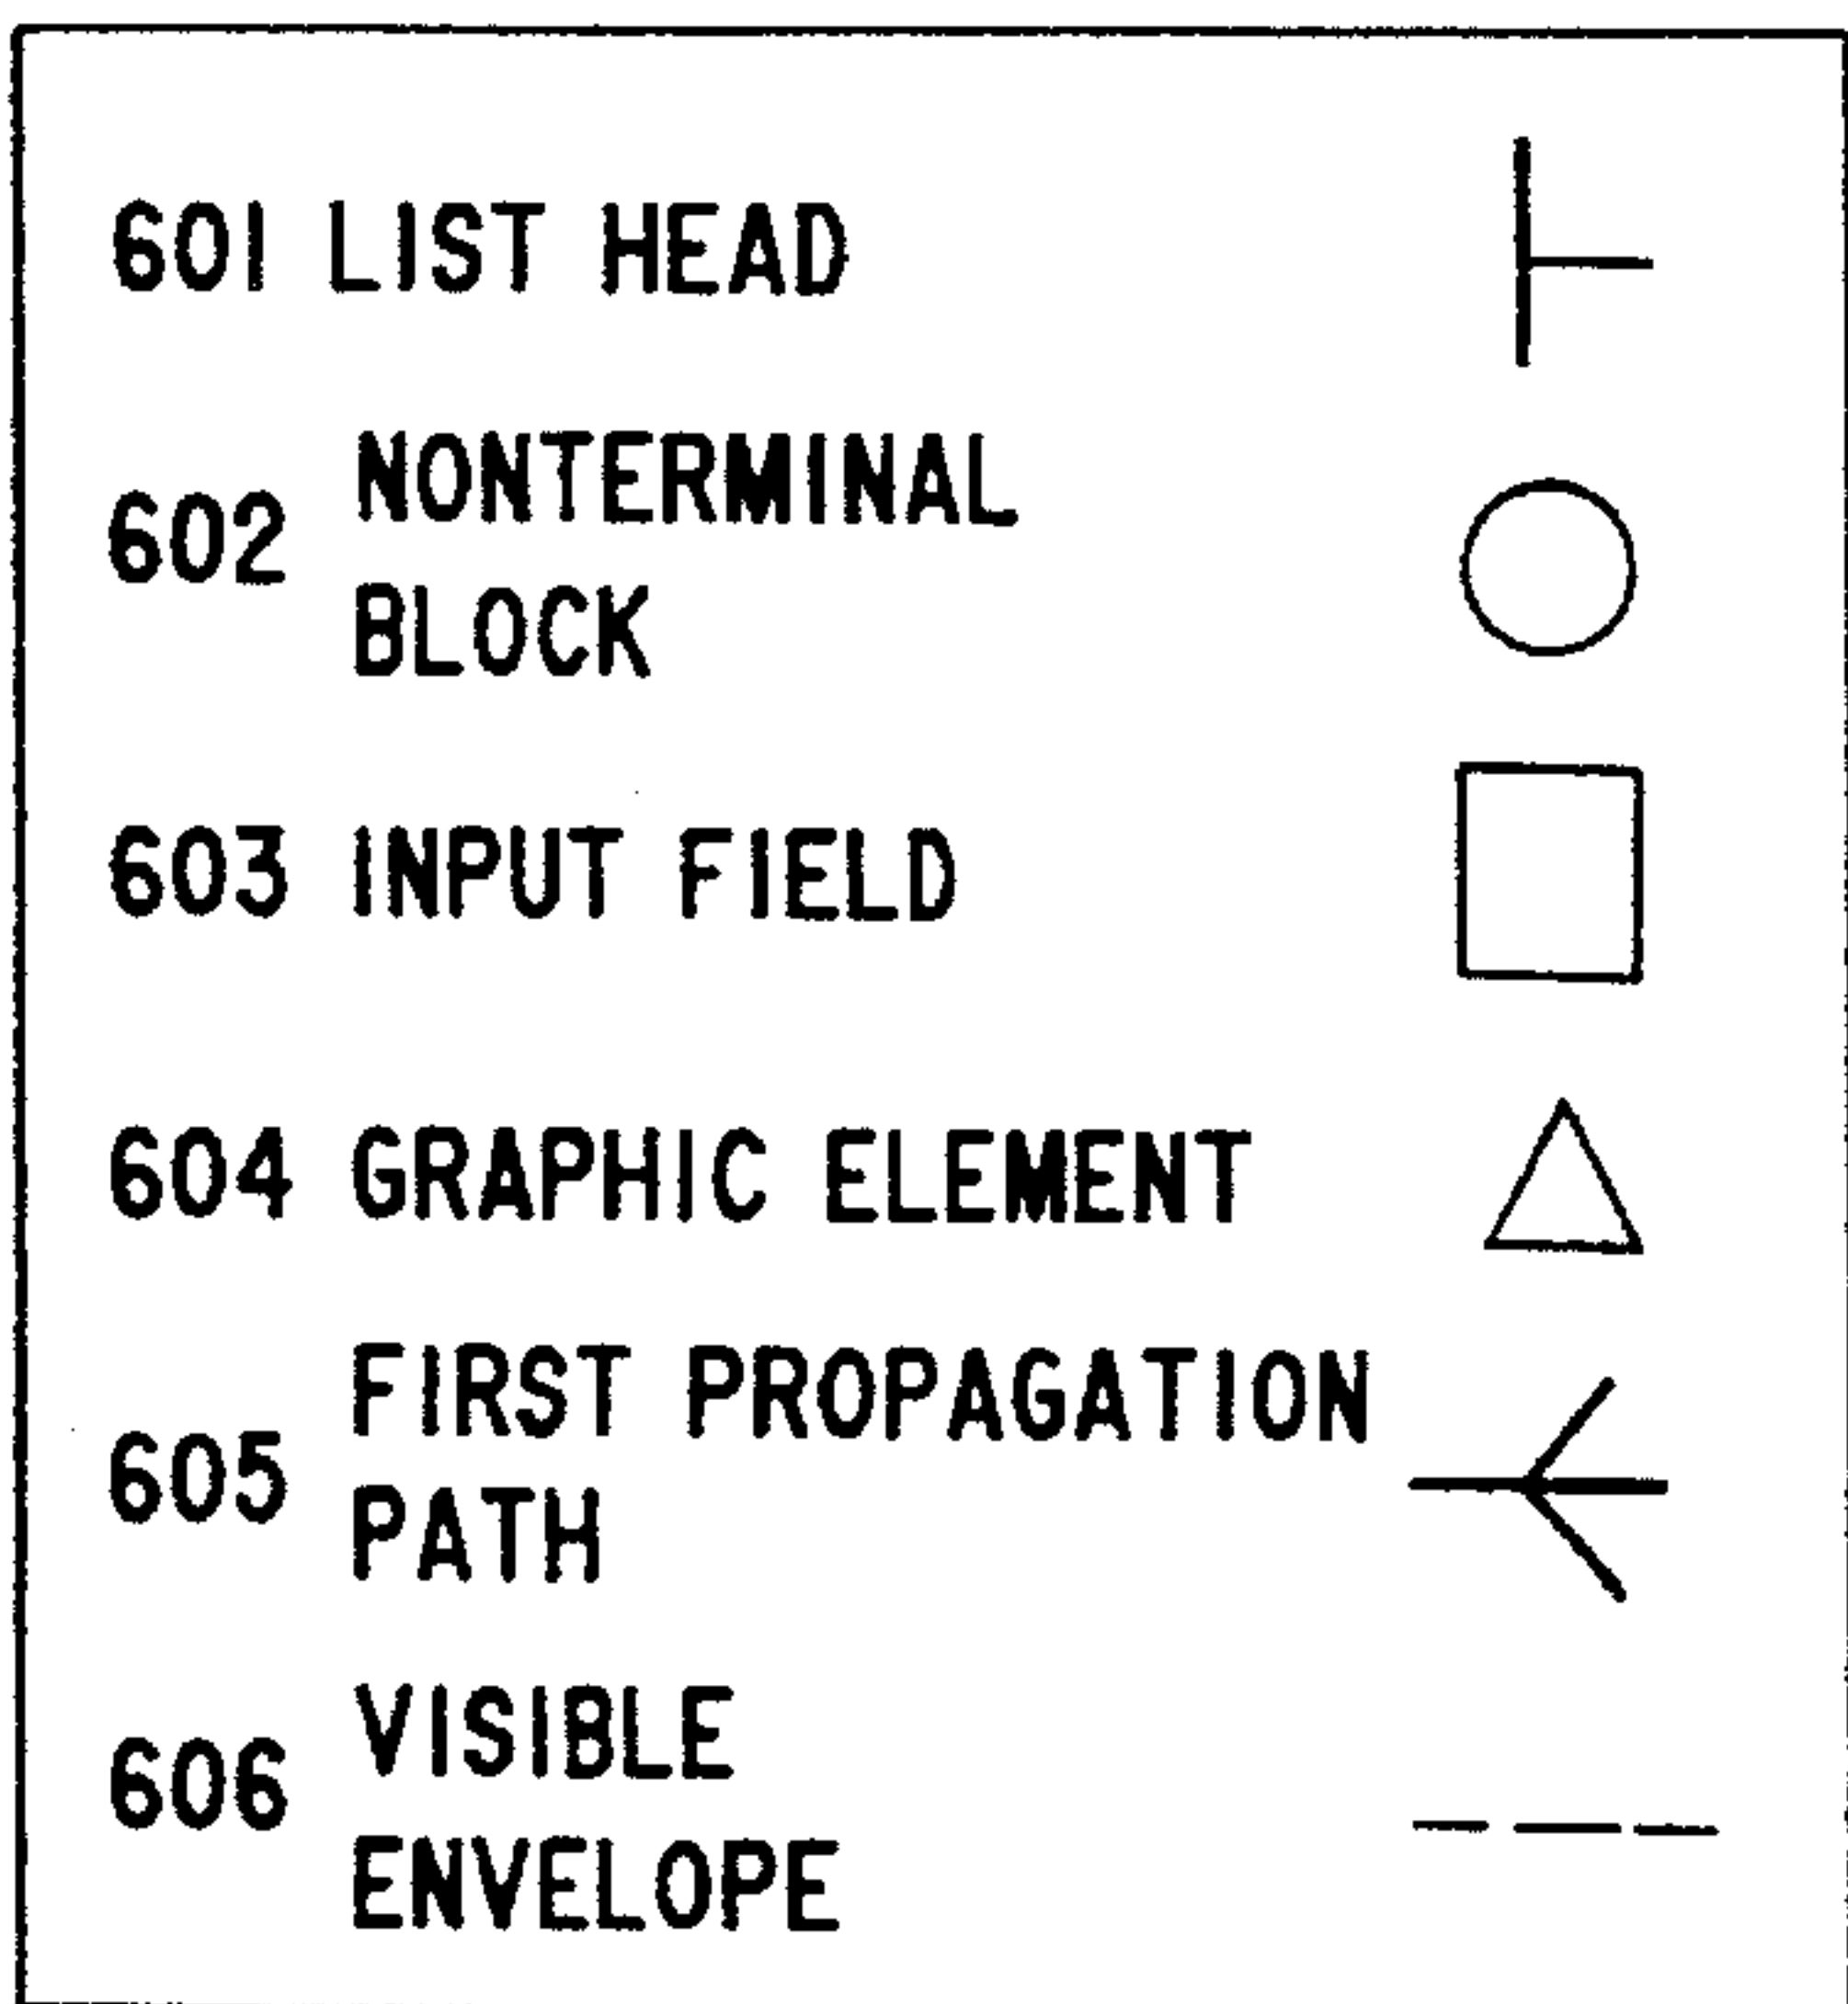 601 LIST HEAD
602 NONTERMINAL
BLOCK
603 INPUT FIELD
604 GRAPHIC ELEMENT
605 FIRST PROPAGATION
PATH
606 VISIBLE
ENVELOPE